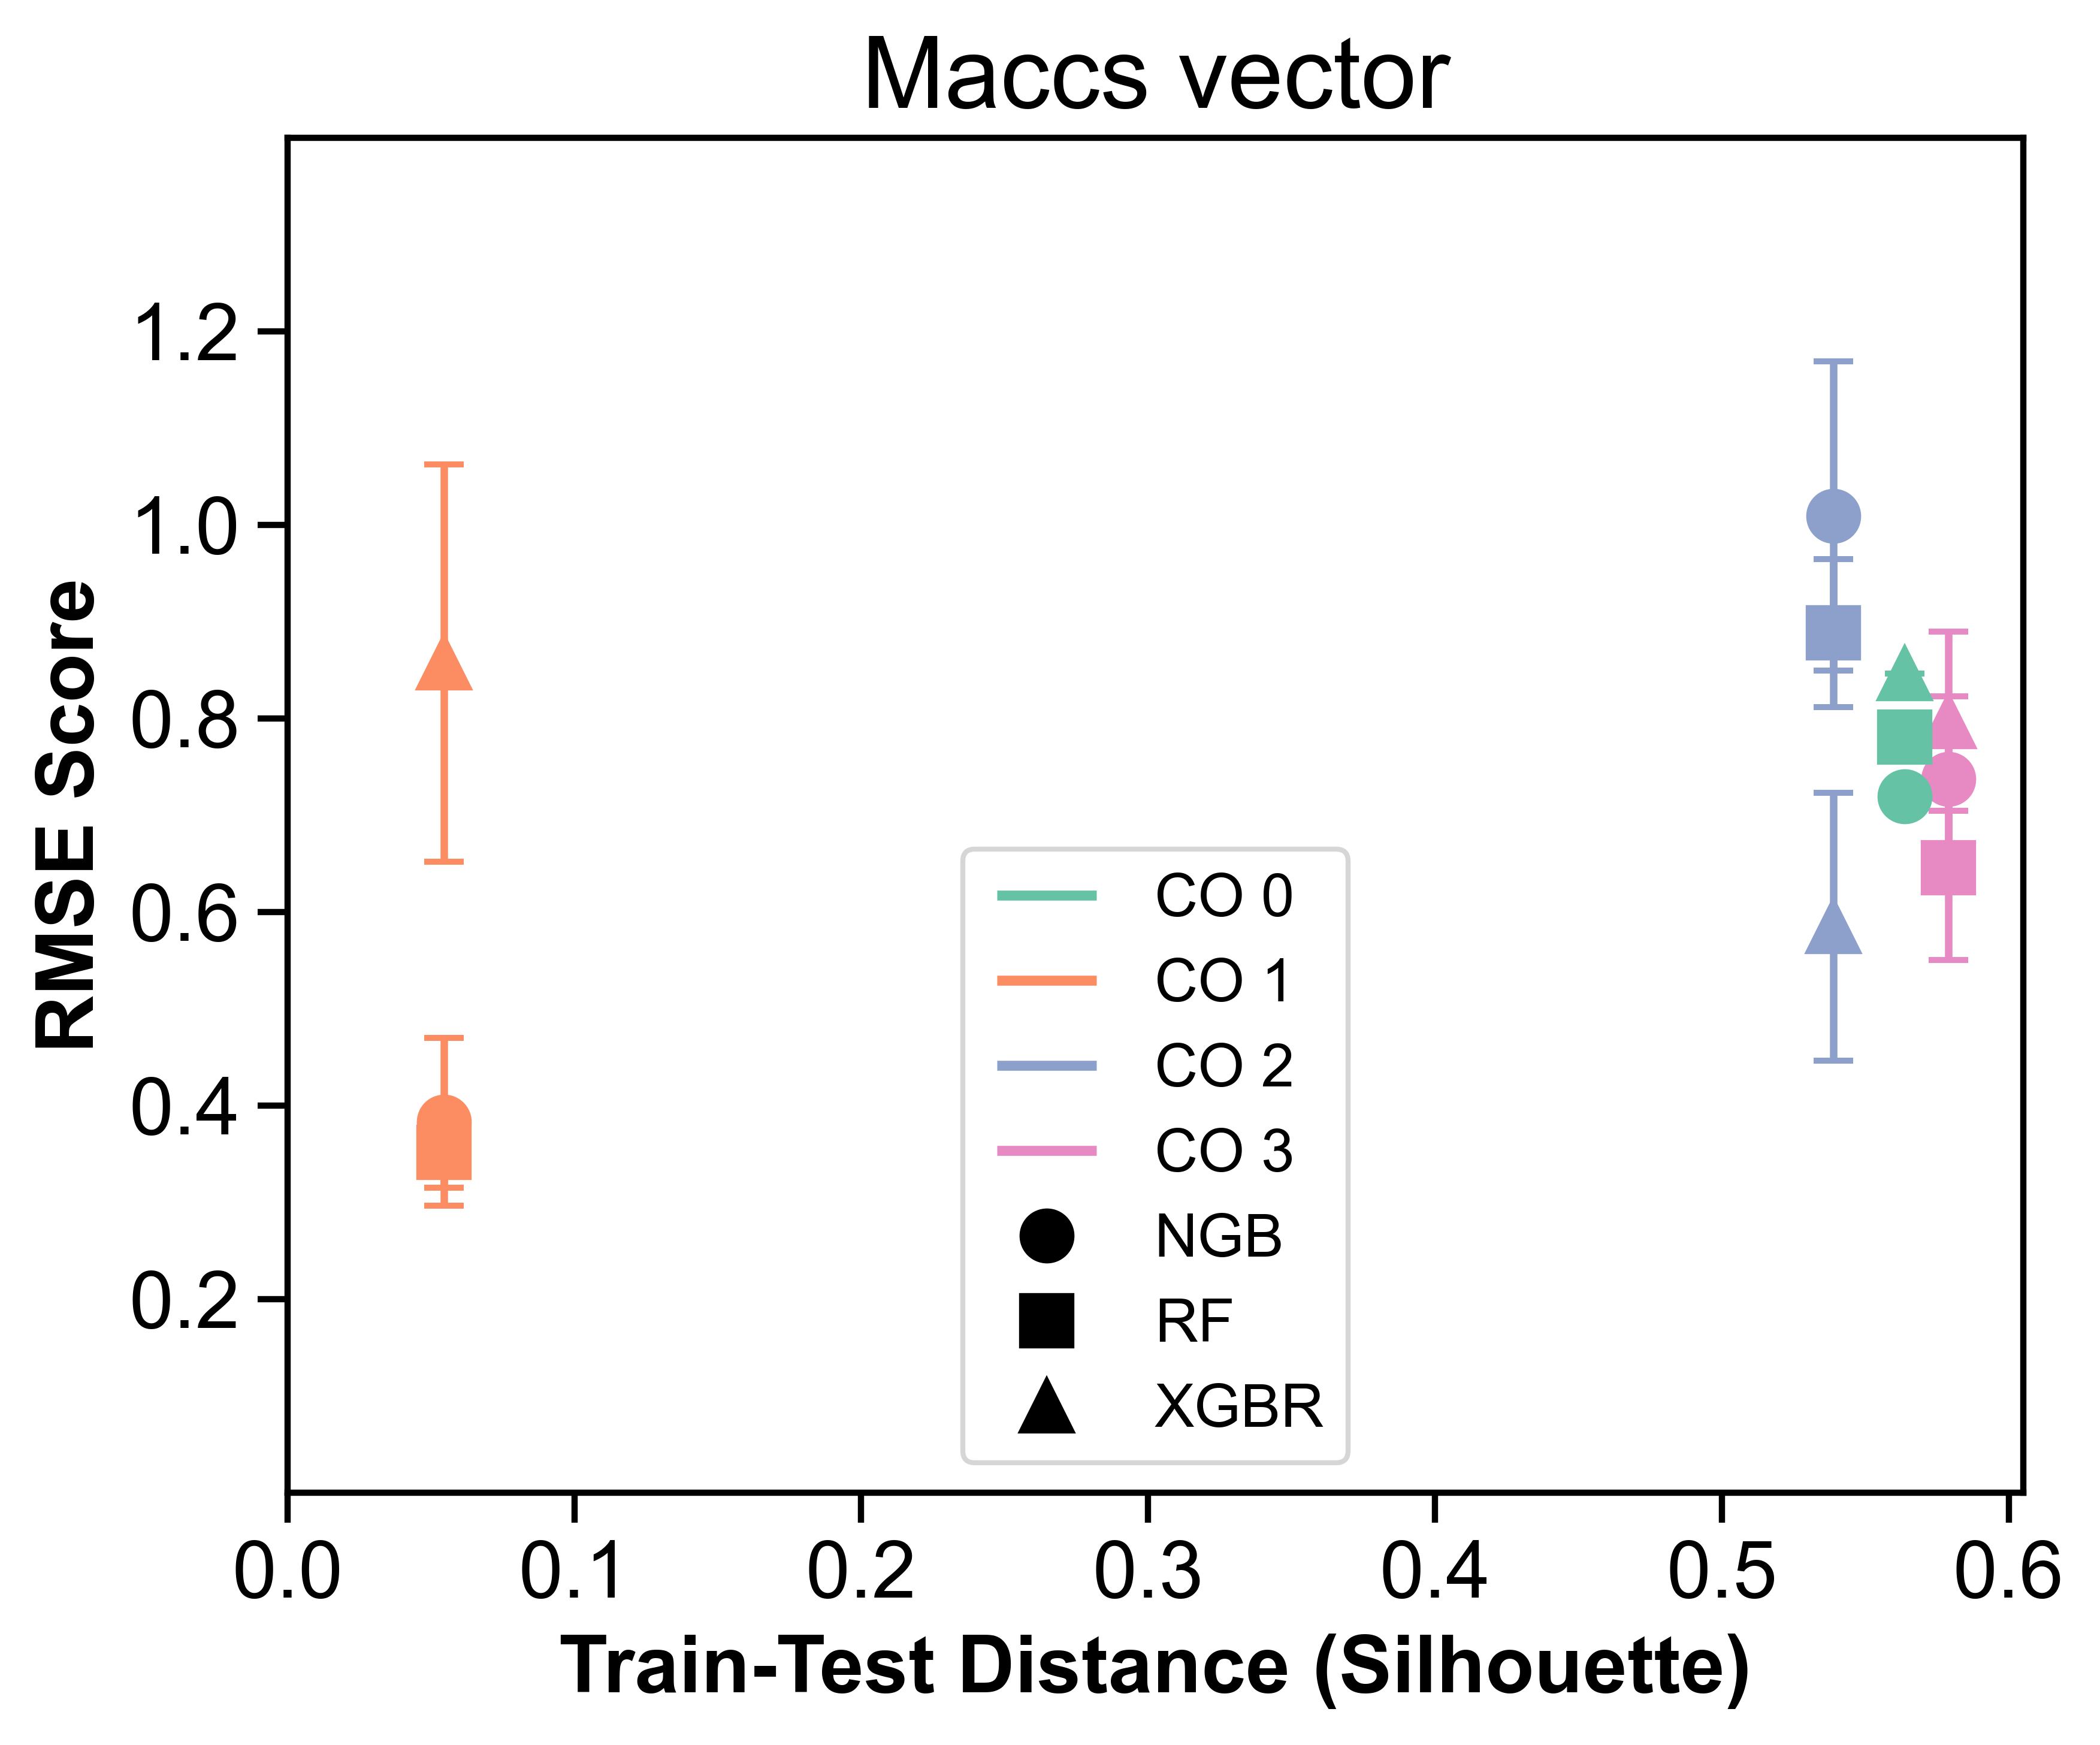 Maccs vector
RMSE Score
1.2
1.0
0.8
0.6
0.4
0.2
CO 0
CO 1
CO 2
CO 3
NGB
RF
XGBR
0.0 0.1 0.2 0.3 0.4 0.5 0.6
Train-Test Distance (Silhouette)